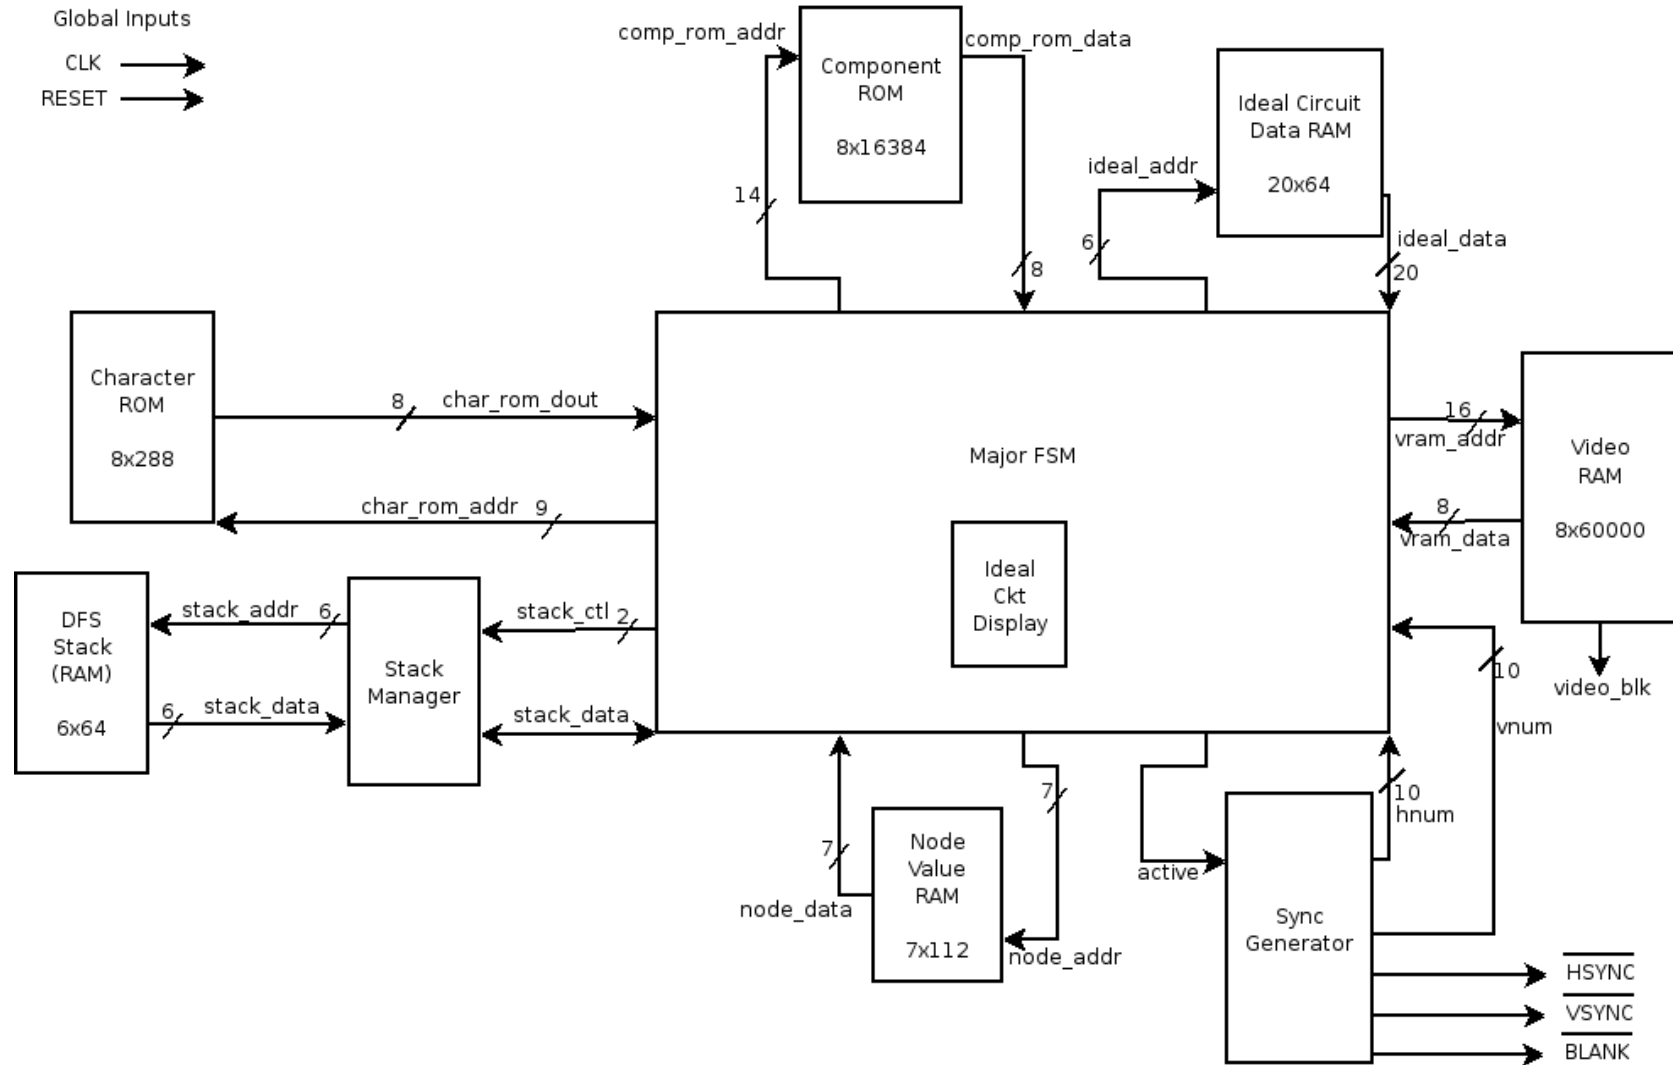 Global Inputs
CLK
RESET
comp_rom_addr
comp_rom_data
Component
ROM
8x16384
14
8
Ideal Circuit
Data RAM
20x64
ideal_addr
6
ideal_data
20
Character
ROM
8x288
8
char_rom_dout
char_rom_addr
9
Major FSM
Ideal
Ckt
Display
16
vram_addr
8
vram_data
Video
RAM
8x60000
video_blk
DFS
Stack
(RAM)
6x64
stack_addr
6
6
stack_data
Stack
Manager
stack_ctl
2
stack_data
10
vnum
10
hnum
7
node_data
Node
Value
RAM
7x112
7
node_addr
active
Sync
Generator
HSYNC
VSYNC
BLANK